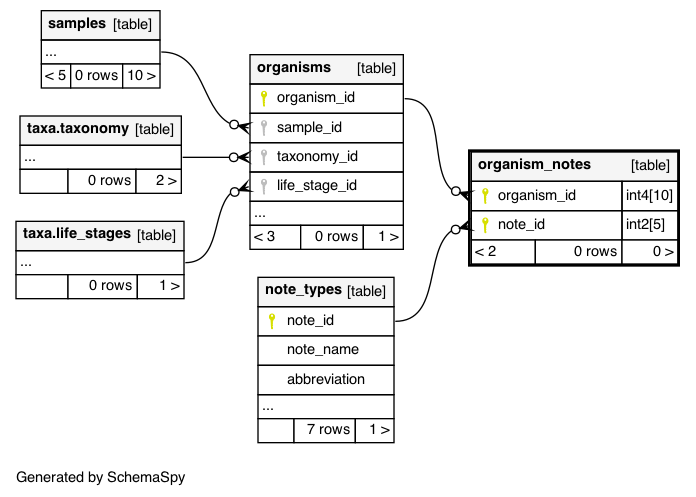 samples [table]
...
< 5 0 rows 10 >
taxa.taxonomy [table]
...
0 rows 2 >
taxa.life_stages [table]
...
0 rows 1 >
organisms [table]
organism_id
sample_id
taxonomy_id
life_stage_id
...
< 3 0 rows 1 >
note_types [table]
note_id
note_name
abbreviation
...
7 rows 1 >
organism_notes [table]
organism_id int4[10]
note_id int2[5]
< 2 0 rows 0 >
Generated by SchemaSpy